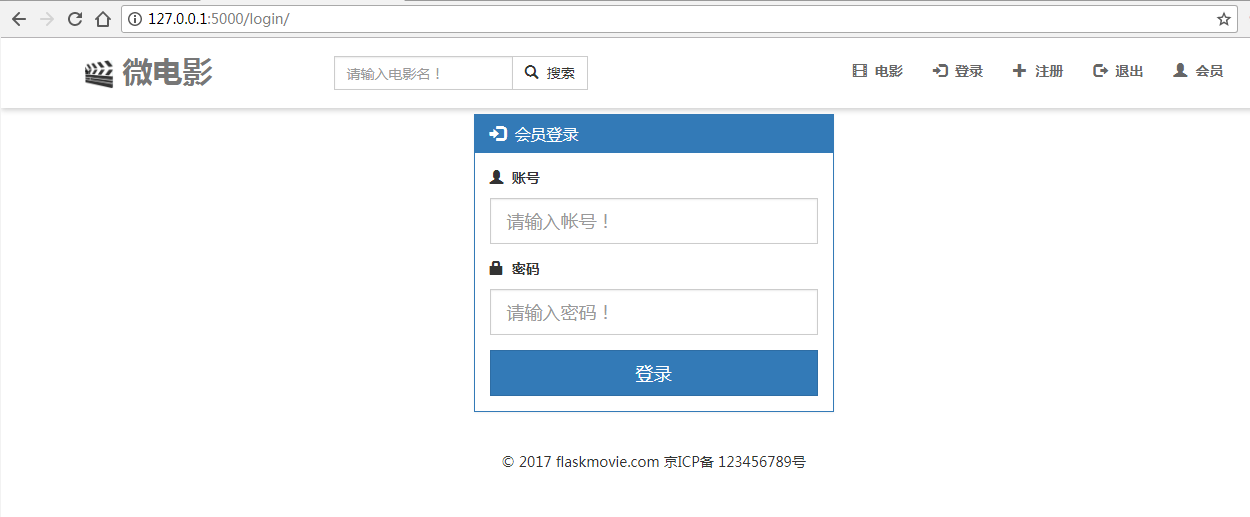 127.0.0.1:5000/login/
微电影 请输入电影名！ 搜索 电影 登录 注册 退出 会员
会员登录
账号
请输入帐号！
密码
请输入密码！
登录
© 2017 flaskmovie.com 京ICP备 123456789号